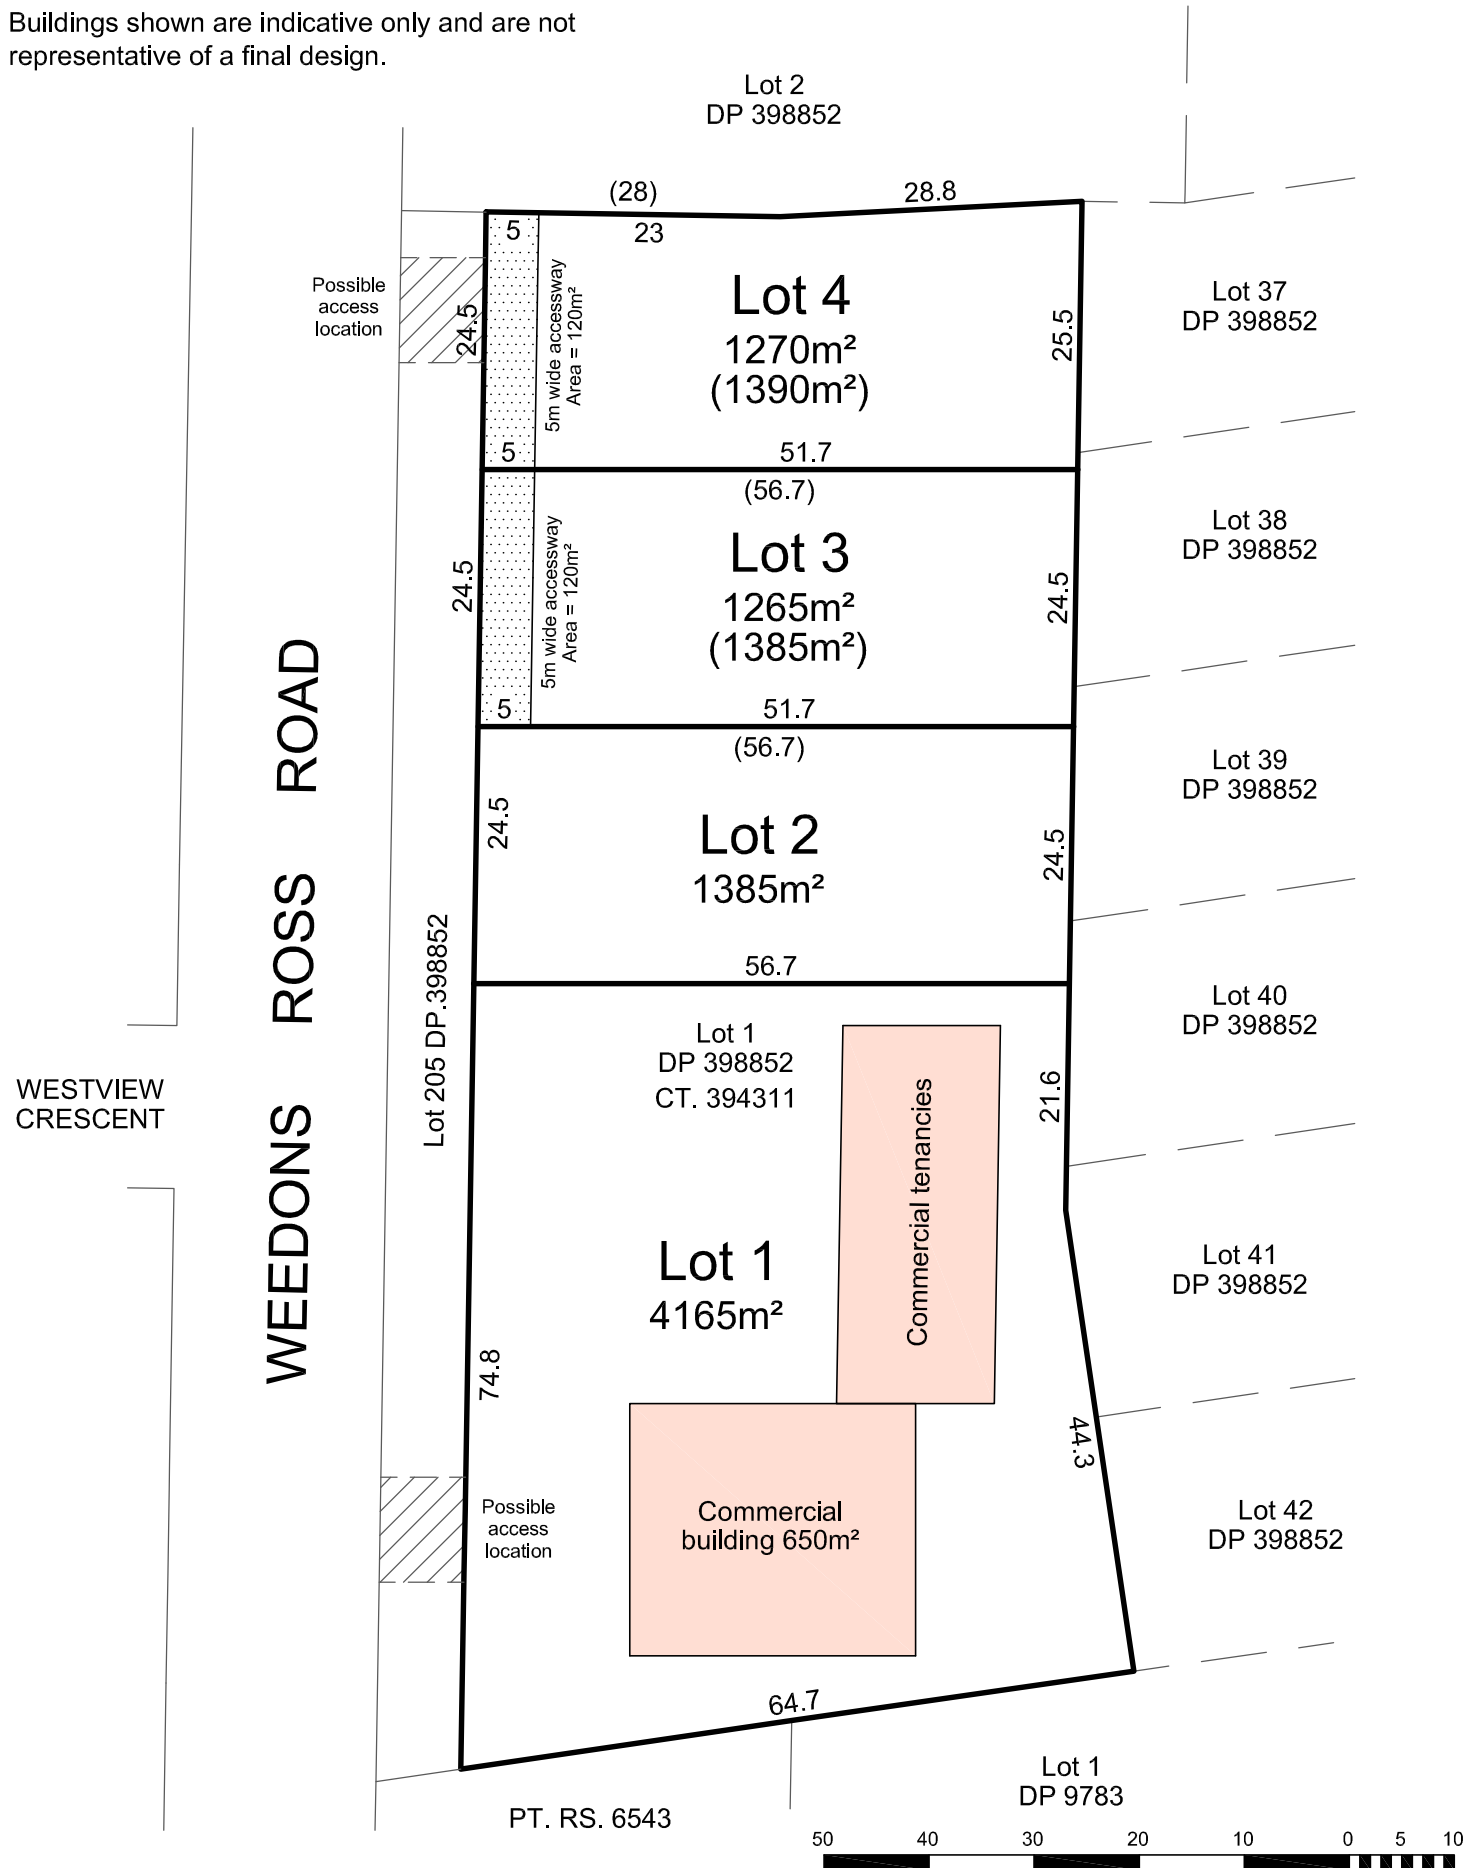 Buildings shown are indicative only and are not
representative of a final design.
Lot 2
DP 398852
(28)
28.8
5
23
Possible
access
location
24.5
5m wide accessway
Area = 120m²
Lot 4
1270m²
(1390m²)
25.5
Lot 37
DP 398852
5
51.7
(56.7)
24.5
5m wide accessway
Area = 120m²
Lot 3
1265m²
(1385m²)
24.5
Lot 38
DP 398852
5
51.7
(56.7)
24.5
Lot 2
1385m²
24.5
Lot 39
DP 398852
56.7
WEEDONS ROSS ROAD
Lot 205 DP.398852
WESTVIEW
CRESCENT
Lot 1
DP 398852
CT. 394311
Commercial tenancies
21.6
Lot 40
DP 398852
Lot 1
4165m²
74.8
Lot 41
DP 398852
44.3
Possible
access
location
Commercial
building 650m²
Lot 42
DP 398852
64.7
PT. RS. 6543
Lot 1
DP 9783
50 40 30 20 10 0 5 10